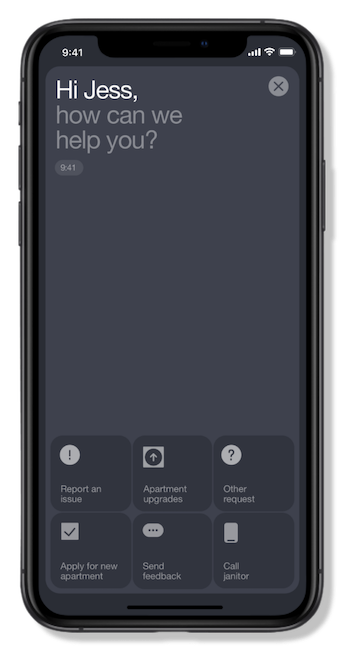 9:41
Hi Jess,
how can we
help you?
9:41
Report an
issue
Apartment
upgrades
Other
request
Apply for new
apartment
Send
feedback
Call
janitor